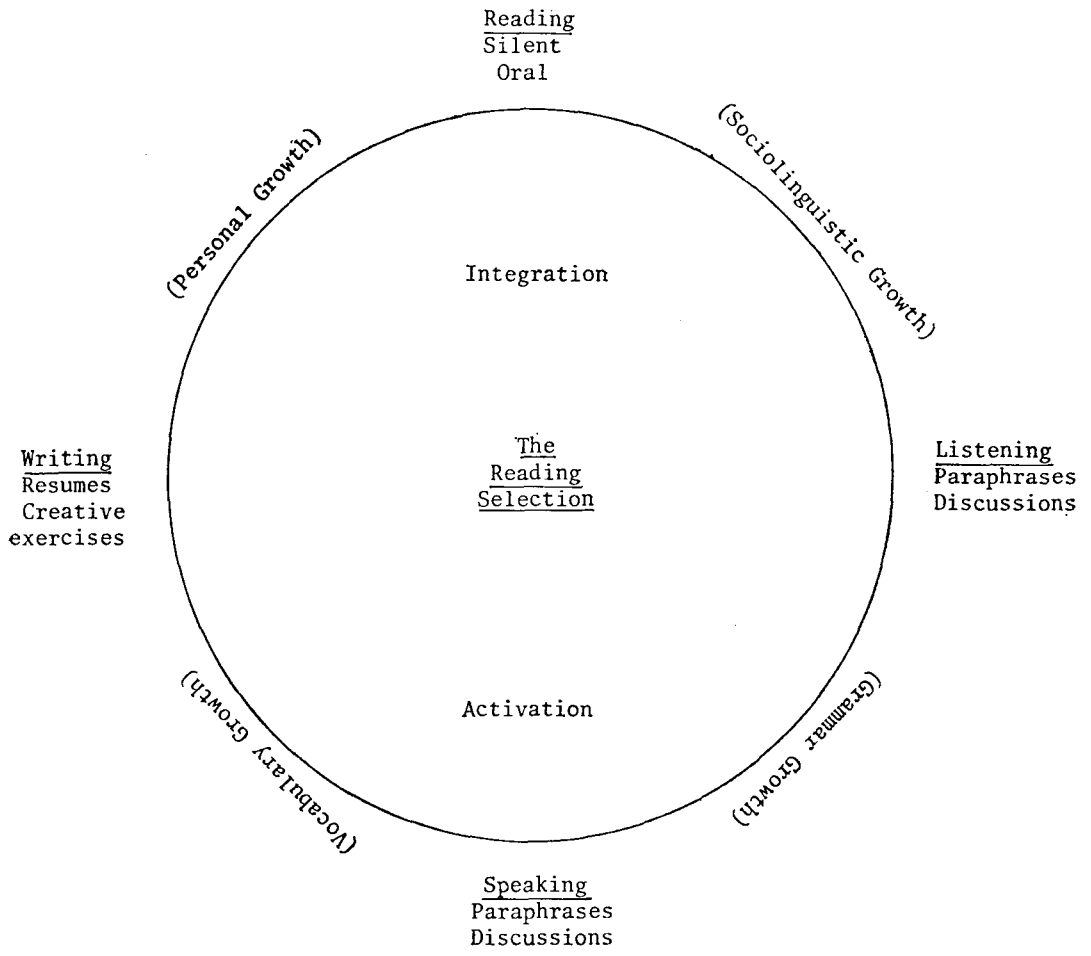 Reading
Silent
Oral
(Personal Growth)
(Sociolinguistic Growth)
Integration
Writing
Resumes
Creative
exercises
The
Reading
Selection
Listening
Paraphrases
Discussions
Activation
(Vocabulary Growth)
(Grammar Growth)
Speaking
Paraphrases
Discussions